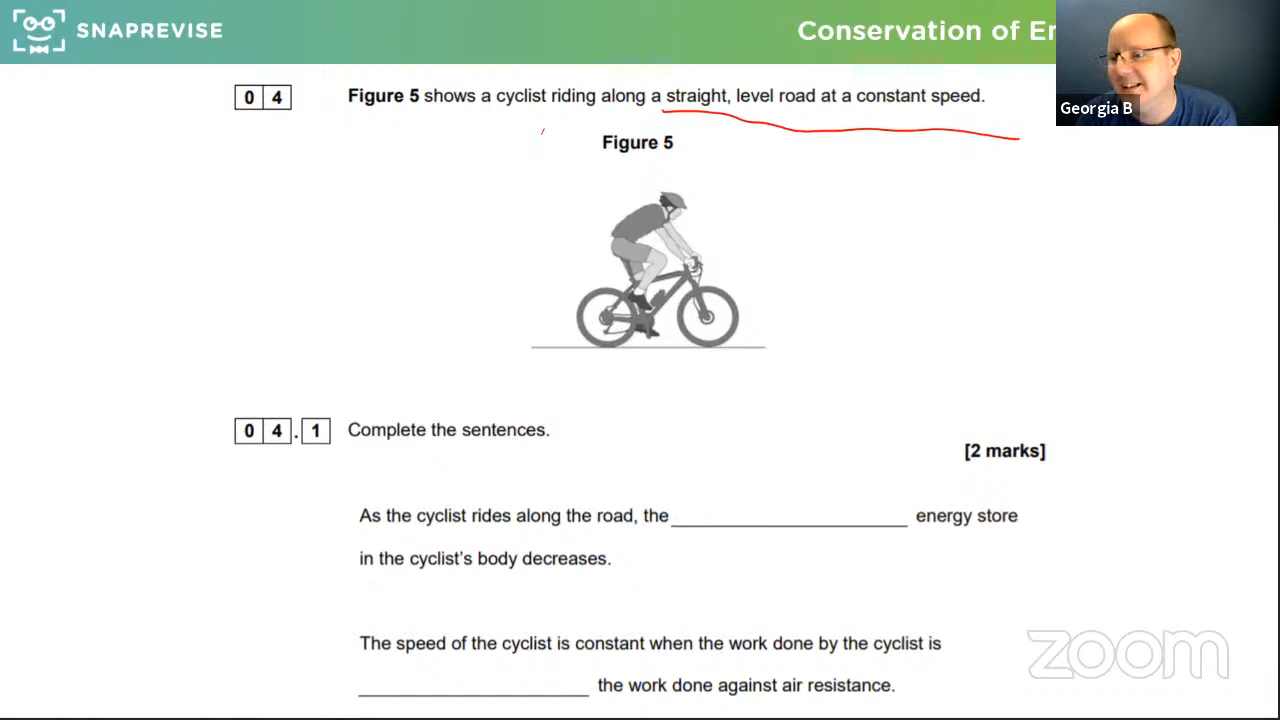 SNAPREVISE
Conservation of En
Georgia B
0 4 Figure 5 shows a cyclist riding along a straight, level road at a constant speed.
Figure 5
0 4 . 1 Complete the sentences.
[2 marks]
As the cyclist rides along the road, the ______________________ energy store
in the cyclist's body decreases.
The speed of the cyclist is constant when the work done by the cyclist is
______________________ the work done against air resistance.
zoom